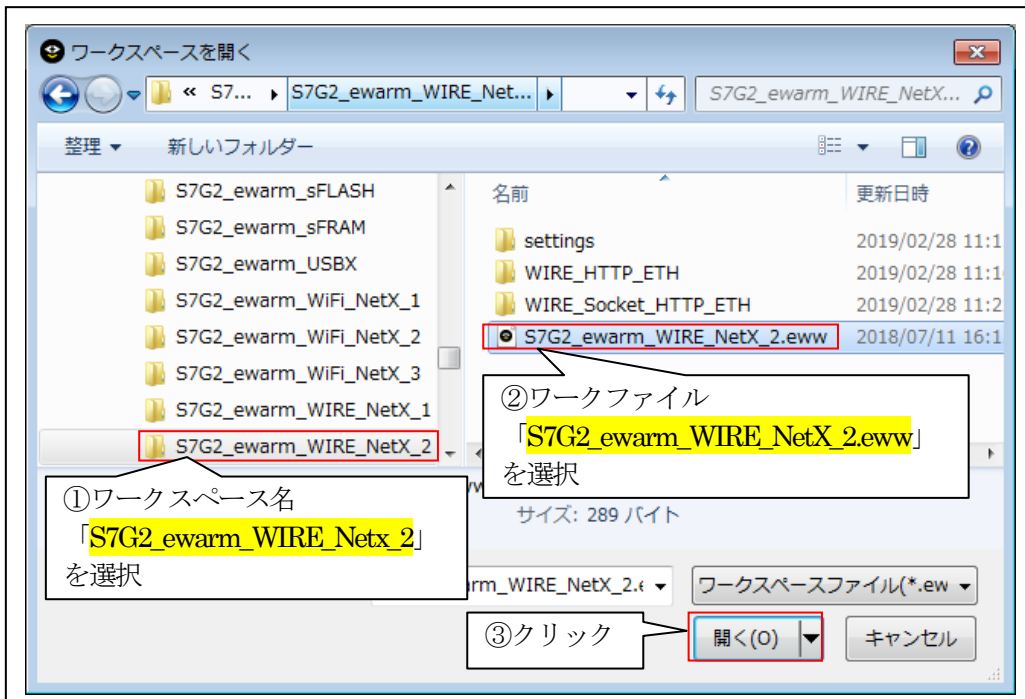 ワークスペースを開く
« S7... ▸ S7G2_ewarm_WIRE_Net... ▸
S7G2_ewarm_WIRE_NetX...
整理 ▼ 新しいフォルダー
S7G2_ewarm_sFLASH
S7G2_ewarm_sFRAM
S7G2_ewarm_USBX
S7G2_ewarm_WiFi_NetX_1
S7G2_ewarm_WiFi_NetX_2
S7G2_ewarm_WiFi_NetX_3
S7G2_ewarm_WIRE_NetX_1
S7G2_ewarm_WIRE_NetX_2
名前 更新日時
settings 2019/02/28 11:1
WIRE_HTTP_ETH 2019/02/28 11:1
WIRE_Socket_HTTP_ETH 2019/02/28 11:2
S7G2_ewarm_WIRE_NetX_2.eww 2018/07/11 16:1
②ワークファイル
「S7G2_ewarm_WIRE_NetX_2.eww」
を選択
①ワークスペース名
「S7G2_ewarm_WIRE_Netx_2」
を選択
サイズ: 289 バイト
arm_WIRE_NetX_2.e
ワークスペースファイル(*.ew
③クリック
開く(O)
キャンセル